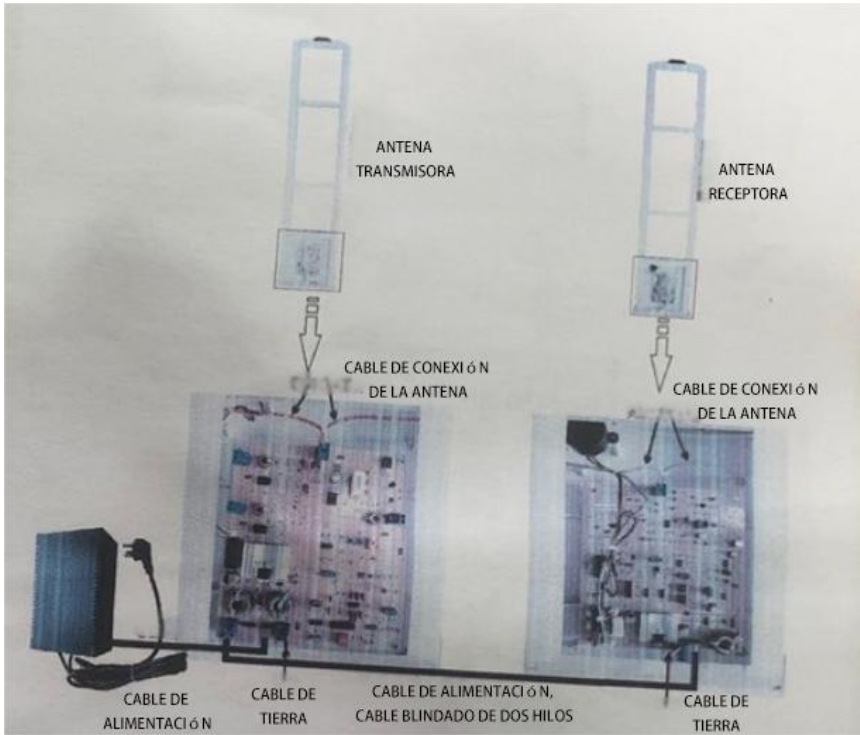 ANTENA
TRANSMISORA
ANTENA
RECEPTORA
CABLE DE CONEXI ó N
DE LA ANTENA
CABLE DE CONEXI ó N
DE LA ANTENA
CABLE DE
ALIMENTACI ó N
CABLE DE
TIERRA
CABLE DE ALIMENTACI ó N,
CABLE BLINDADO DE DOS HILOS
CABLE DE
TIERRA